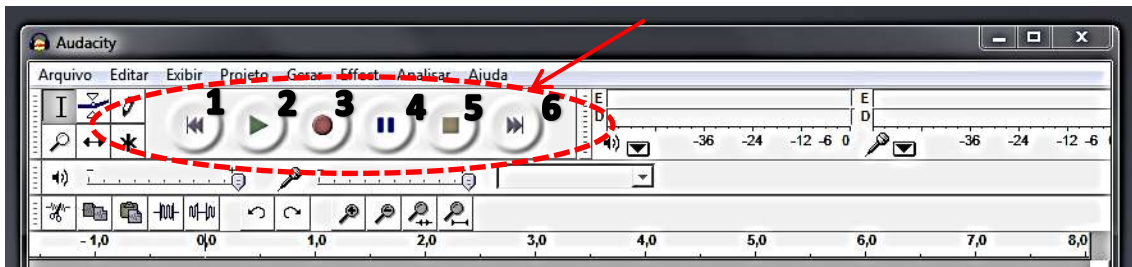 Audacity
Arquivo Editar Exibir Projeto Gerar Effect Analisar Ajuda
1 2 3 4 5 6
E E
D D
-36 -24 -12 -6 0 -36 -24 -12 -6
- 1,0 0,0 1,0 2,0 3,0 4,0 5,0 6,0 7,0 8,0